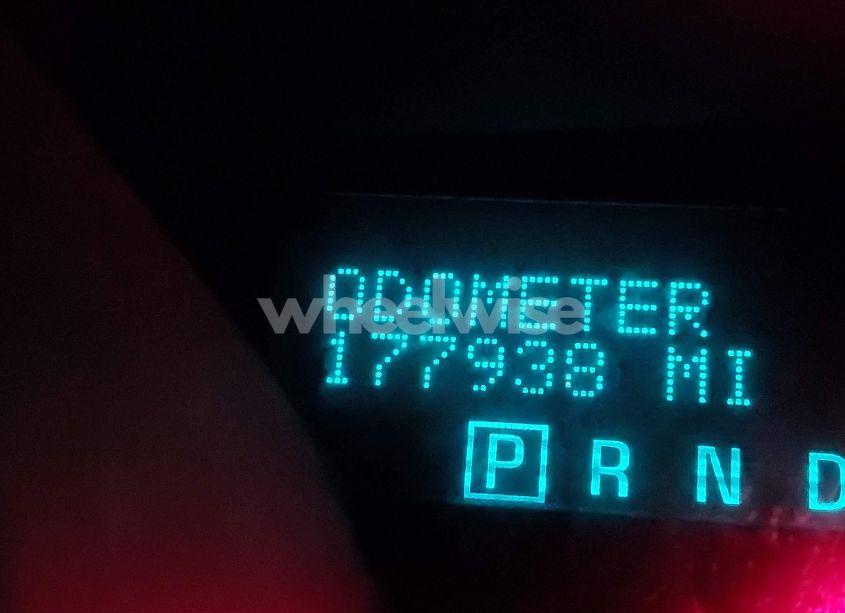 ODOMETER
wheelwise
177938 MI
P R N D